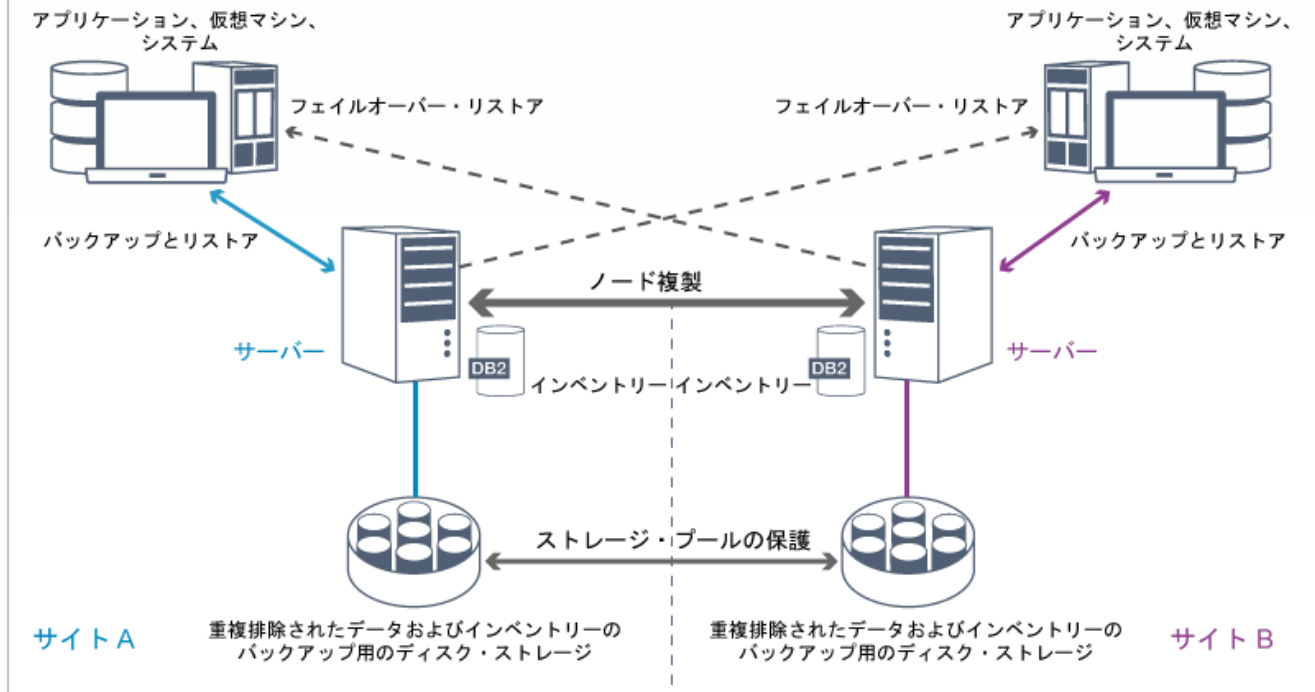 アプリケーション、仮想マシン、
システム
アプリケーション、仮想マシン、
システム
フェイルオーバー・リストア
フェイルオーバー・リストア
バックアップとリストア
バックアップとリストア
ノード複製
サーバー
サーバー
DB2
インベントリー
インベントリー
DB2
ストレージ・プールの保護
サイト A
重複排除されたデータおよびインベントリーの
バックアップ用のディスク・ストレージ
重複排除されたデータおよびインベントリーの
バックアップ用のディスク・ストレージ
サイト B